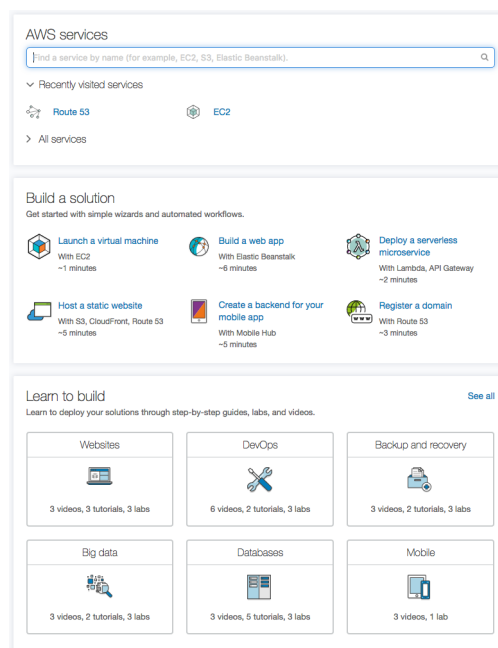 AWS services
Find a service by name (for example, EC2, S3, Elastic Beanstalk).
Recently visited services
Route 53
EC2
All services
Build a solution
Get started with simple wizards and automated workflows.
Launch a virtual machine
With EC2
~1 minutes
Build a web app
With Elastic Beanstalk
~6 minutes
Deploy a serverless
microservice
With Lambda, API Gateway
~2 minutes
Host a static website
With S3, CloudFront, Route 53
~5 minutes
Create a backend for your
mobile app
With Mobile Hub
~5 minutes
Register a domain
With Route 53
~3 minutes
Learn to build
See all
Learn to deploy your solutions through step-by-step guides, labs, and videos.
Websites
3 videos, 3 tutorials, 3 labs
DevOps
6 videos, 2 tutorials, 3 labs
Backup and recovery
3 videos, 2 tutorials, 3 labs
Big data
3 videos, 2 tutorials, 3 labs
Databases
3 videos, 5 tutorials, 3 labs
Mobile
3 videos, 1 lab